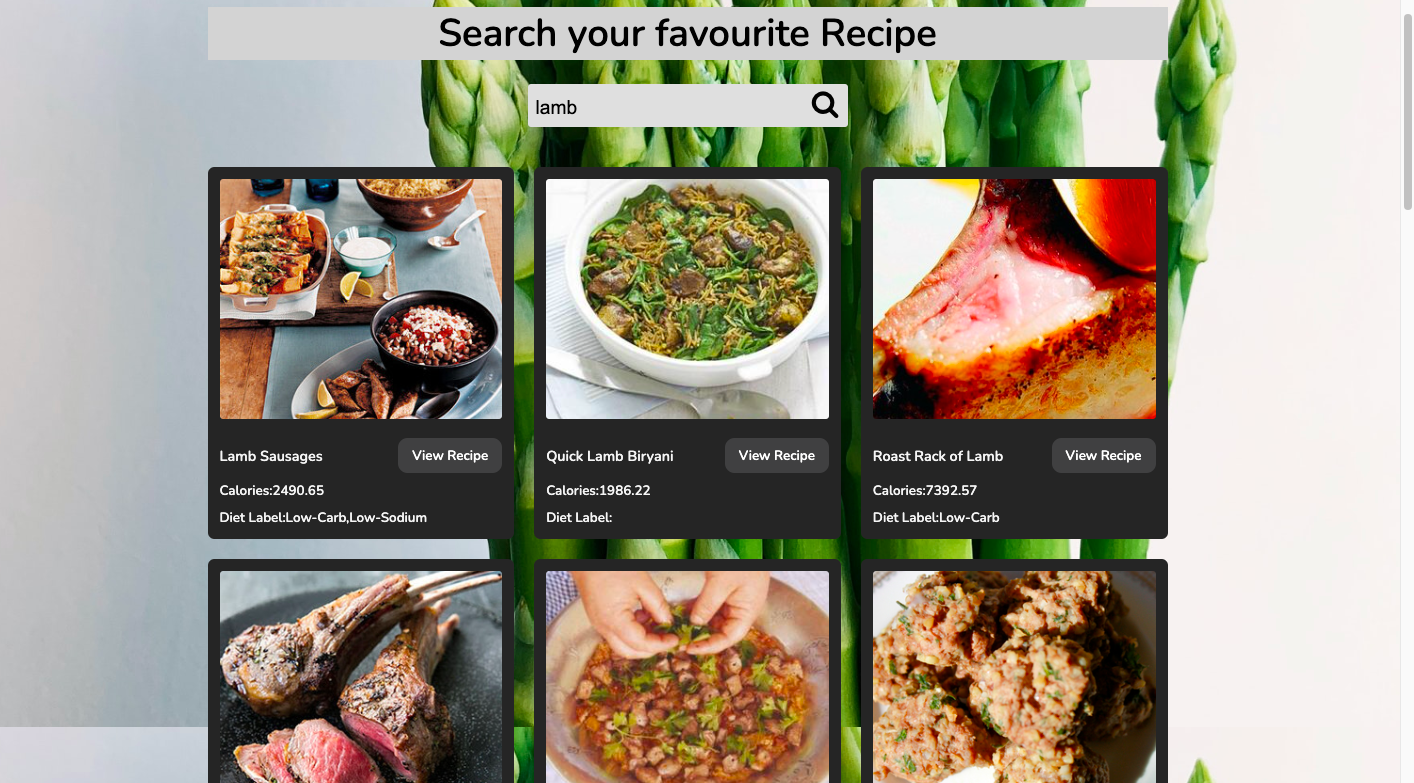 Search your favourite Recipe
lamb
Lamb Sausages
View Recipe
Calories:2490.65
Diet Label:Low-Carb,Low-Sodium
Quick Lamb Biryani
View Recipe
Calories:1986.22
Diet Label:
Roast Rack of Lamb
View Recipe
Calories:7392.57
Diet Label:Low-Carb